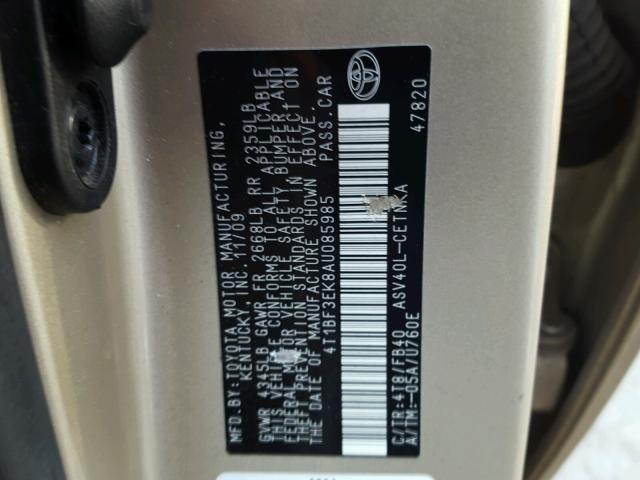 MFD. BY: TOYOTA MOTOR MANUFACTURING,
KENTUCKY, INC. 11/09
GVWR 4345LB GAWR FR 2668LB RR 2359LB
THIS VEHICLE CONFORMS TO ALL APPLICABLE
FEDERAL MOTOR VEHICLE SAFETY, BUMPER AND
THEFT PREVENTION STANDARDS IN EFFECT ON
THE DATE OF MANUFACTURE SHOWN ABOVE.
4T1BF3EK8AU085985 PASS.CAR
C/TR:4T8/FB40 ASV40L-CETNKA
A/TM:-05A/U760E 47820